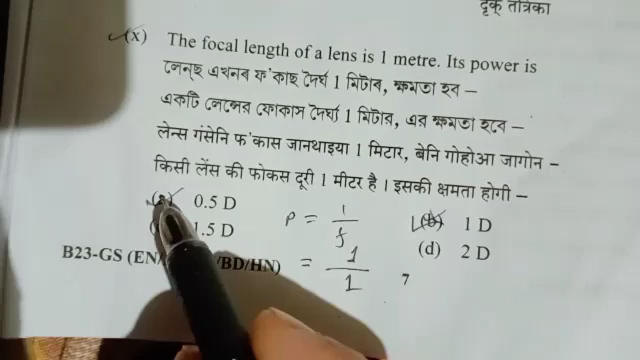 दृक् तंत्रिका
(x) The focal length of a lens is 1 metre. Its power is
লেন্‌ছ এখনৰ ফ'কাছ দৈৰ্ঘ্য 1 মিটাৰ, ক্ষমতা হ'ব –
একটি লেন্সের ফোকাস দৈর্ঘ্য 1 মিটার, এর ক্ষমতা হবে –
लेन्स गंसेनि फ'कास जानथाइया 1 मिटार, बेनि गोहोआ जागोन –
किसी लेंस की फोकस दूरी 1 मीटर है । इसकी क्षमता होगी –
(a) 0.5 D P = 1/f (b) 1 D
1.5 D = 1/1 (d) 2 D
B23-GS (EN/ /BD/HN) 7